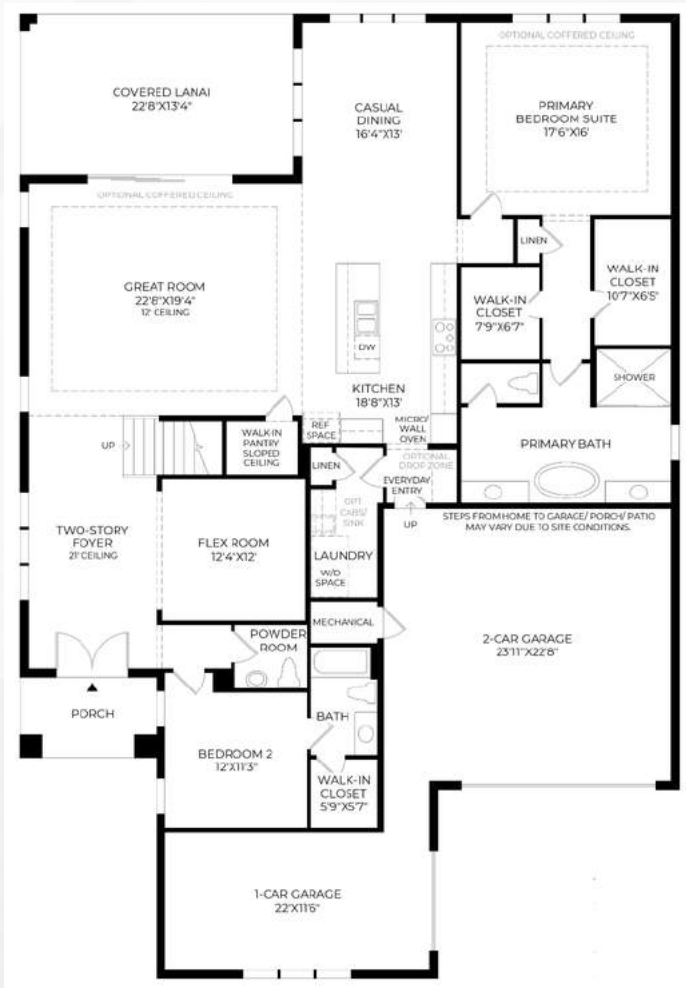 OPTIONAL COFFERED CEILING
COVERED LANAI
22'8"X13'4"
CASUAL
DINING
16'4"X13'
PRIMARY
BEDROOM SUITE
17'6"X16'
OPTIONAL COFFERED CEILING
LINEN
GREAT ROOM
22'8"X19'4"
12' CEILING
WALK-IN
CLOSET
7'9"X6'7"
WALK-IN
CLOSET
10'7"X6'5"
DW
SHOWER
KITCHEN
18'8"X13'
UP
WALK-IN
PANTRY
SLOPED
CEILING
REF
SPACE
MICRO/
WALL
OVEN
PRIMARY BATH
LINEN
OPTIONAL
DROP ZONE
EVERYDAY
ENTRY
UP
OPT
CABS/
SINK
STEPS FROM HOME TO GARAGE/ PORCH/ PATIO
MAY VARY DUE TO SITE CONDITIONS.
TWO-STORY
FOYER
21' CEILING
FLEX ROOM
12'4"X12'
LAUNDRY
W/D
SPACE
MECHANICAL
2-CAR GARAGE
23'11"X22'8"
POWDER
ROOM
PORCH
BATH
BEDROOM 2
12'X11'3"
WALK-IN
CLOSET
5'9"X5'7"
1-CAR GARAGE
22'X11'6"